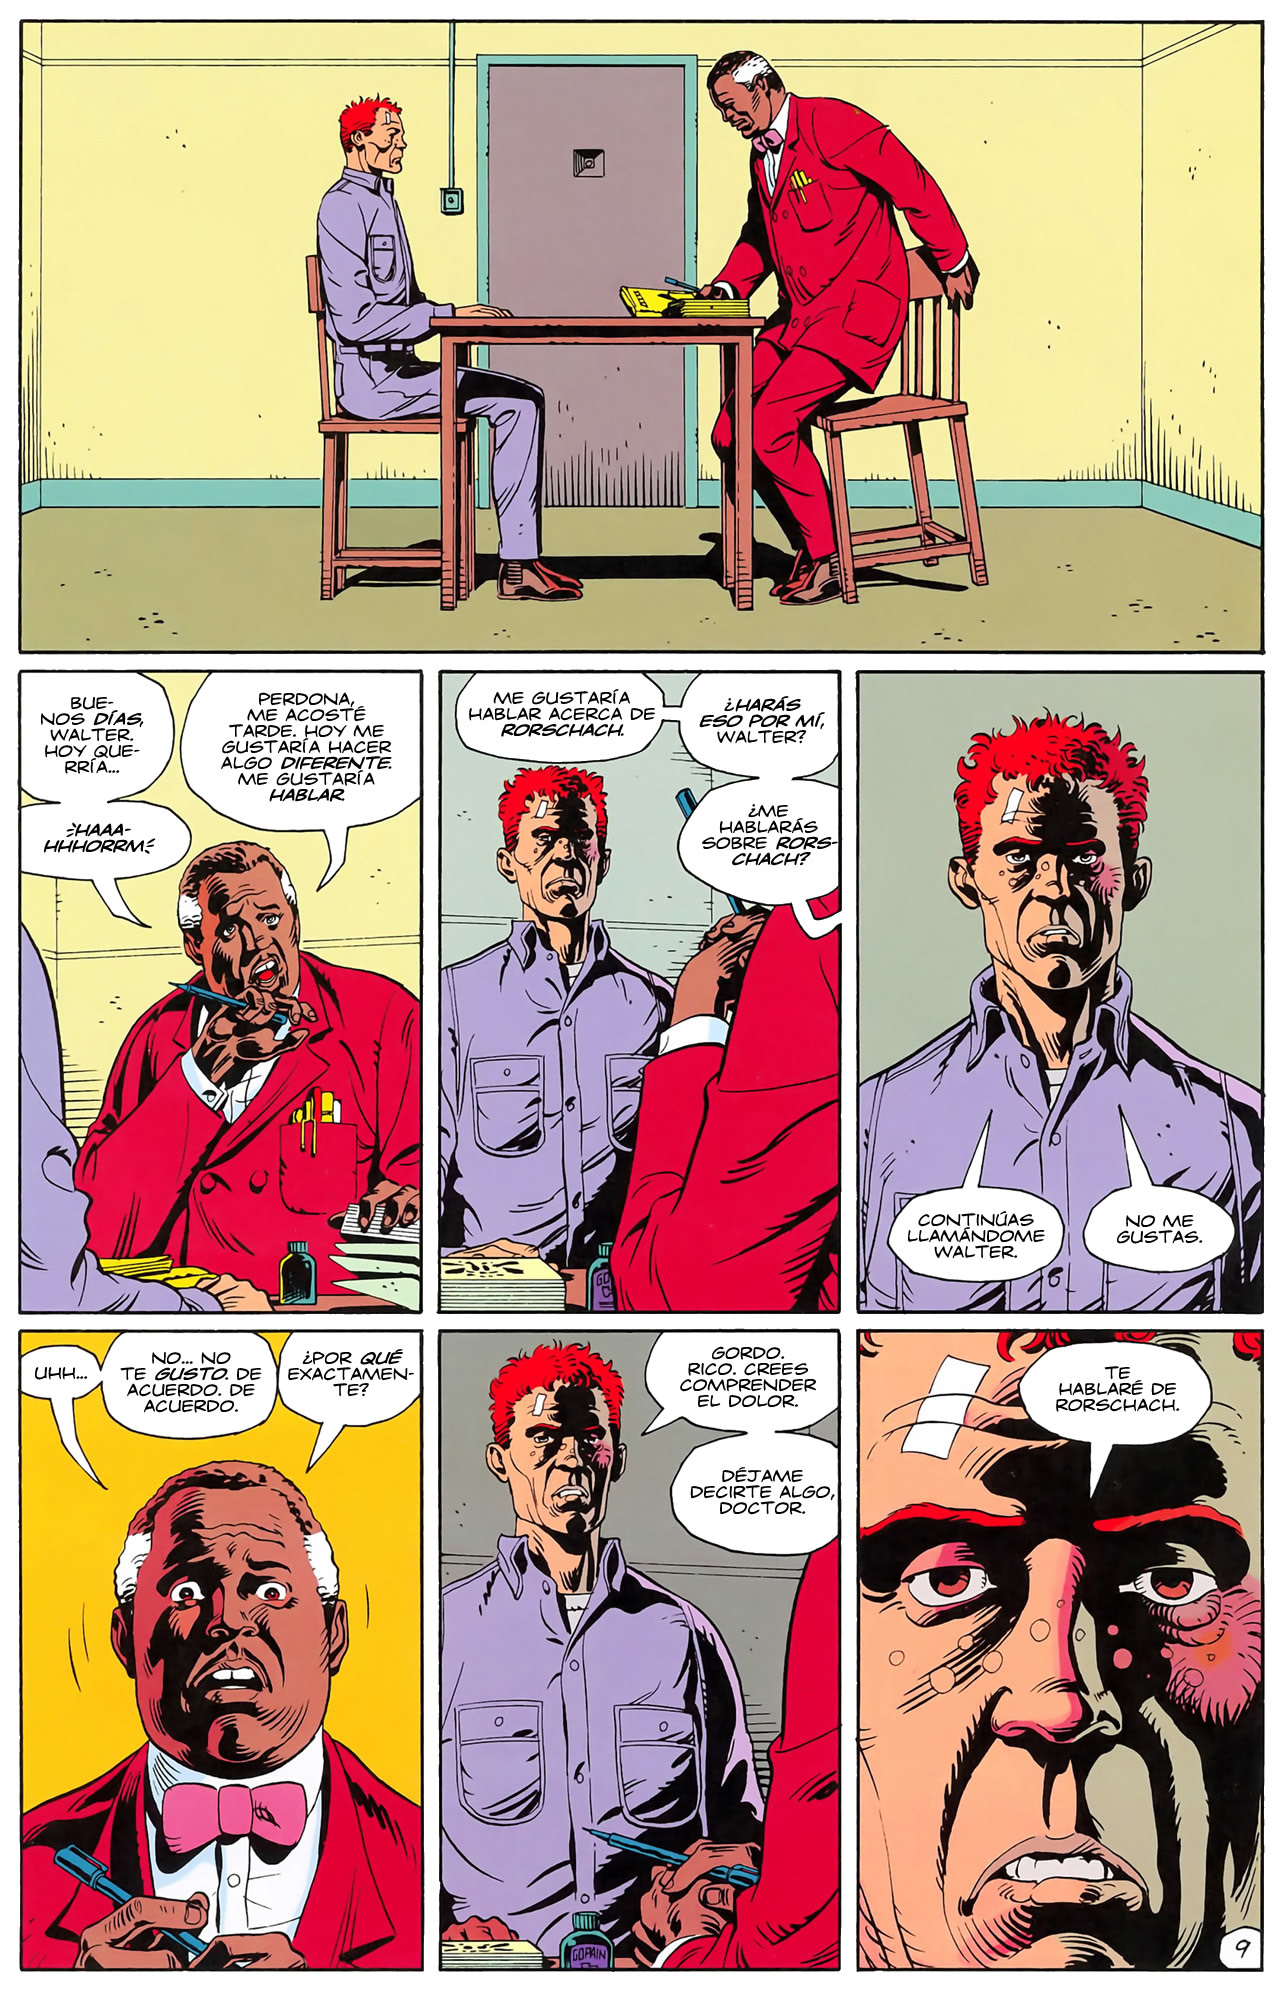 BUE-
NOS DÍAS,
WALTER.
HOY QUE-
RRÍA...
HAAA-
HHHORRM
PERDONA,
ME ACOSTÉ
TARDE. HOY ME
GUSTARÍA HACER
ALGO DIFERENTE.
ME GUSTARÍA
HABLAR.
ME GUSTARÍA
HABLAR ACERCA DE
RORSCHACH.
¿HARÁS
ESO POR MÍ,
WALTER?
¿ME
HABLARÁS
SOBRE RORS-
CHACH?
CONTINÚAS
LLAMÁNDOME
WALTER.
NO ME
GUSTAS.
UHH...
NO... NO
TE GUSTO. DE
ACUERDO. DE
ACUERDO.
¿POR QUÉ
EXACTAMEN-
TE?
GORDO.
RICO. CREES
COMPRENDER
EL DOLOR.
DÉJAME
DECIRTE ALGO,
DOCTOR.
GOPAIN
TE
HABLARÉ DE
RORSCHACH.
9